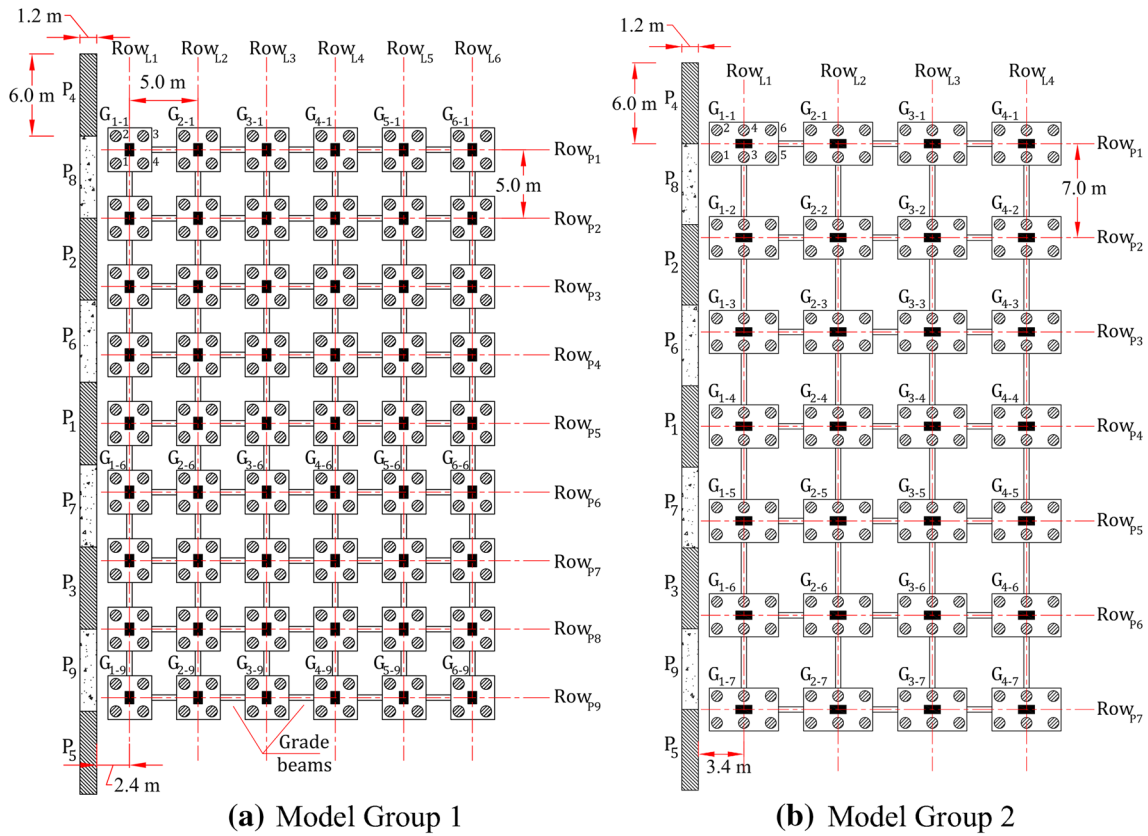 1.2 m
Row L1 Row L2 Row L3 Row L4 Row L5 Row L6
6.0 m
5.0 m
P4
G1-1 G2-1 G3-1 G4-1 G5-1 G6-1
2 3
1 4
Row P1
P8
5.0 m
Row P2
P2
Row P3
P6
Row P4
P1
Row P5
G1-6 G2-6 G3-6 G4-6 G5-6 G6-6
P7
Row P6
Row P7
P3
Row P8
P9
G1-9 G2-9 G3-9 G4-9 G5-9 G6-9
Row P9
P5
Grade
beams
2.4 m
(a) Model Group 1
1.2 m
Row L1 Row L2 Row L3 Row L4
6.0 m
P4
G1-1 G2-1 G3-1 G4-1
2 4 6
1 3 5
Row P1
P8
7.0 m
G1-2 G2-2 G3-2 G4-2
Row P2
P2
G1-3 G2-3 G3-3 G4-3
Row P3
P6
G1-4 G2-4 G3-4 G4-4
P1
Row P4
G1-5 G2-5 G3-5 G4-5
P7
Row P5
P3
G1-6 G2-6 G3-6 G4-6
Row P6
P9
G1-7 G2-7 G3-7 G4-7
Row P7
P5
3.4 m
(b) Model Group 2